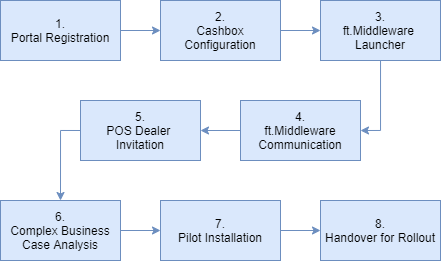 1.
Portal Registration
2.
Cashbox
Configuration
3.
ft.Middleware
Launcher
4.
ft.Middleware
Communication
5.
POS Dealer
Invitation
6.
Complex Business
Case Analysis
7.
Pilot Installation
8.
Handover for Rollout